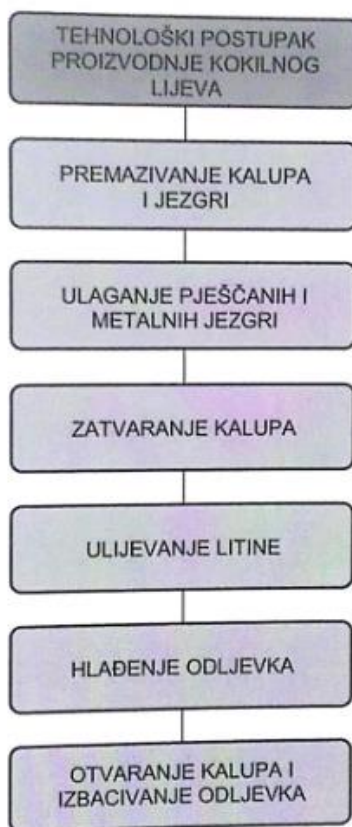 TEHNOLOŠKI POSTUPAK
PROIZVODNJE KOKILNOG
LIJEVA
PREMAZIVANJE KALUPA
I JEZGRI
ULAGANJE PJEŠČANIH I
METALNIH JEZGRI
ZATVARANJE KALUPA
ULIJEVANJE LITINE
HLAĐENJE ODLJEVKA
OTVARANJE KALUPA I
IZBACIVANJE ODLJEVKA